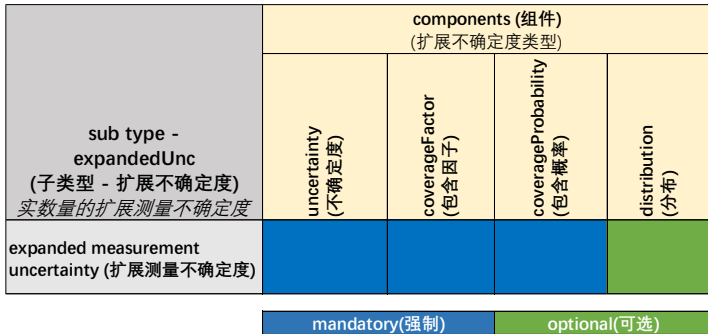 components (组件)
(扩展不确定度类型)
sub type -
expandedUnc
(子类型 - 扩展不确定度)
实数量的扩展测量不确定度
uncertainty
(不确定度)
coverageFactor
(包含因子)
coverageProbability
(包含概率)
distribution
(分布)
expanded measurement
uncertainty (扩展测量不确定度)
mandatory(强制)
optional(可选)